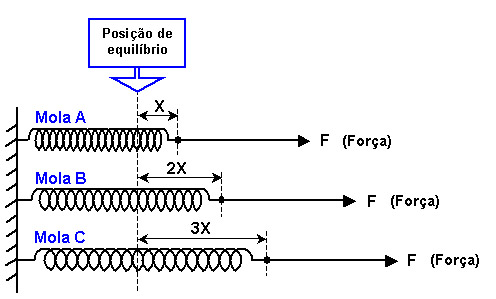 Posição de
equilíbrio
X
Mola A
F (Força)
2X
Mola B
F (Força)
3X
Mola C
F (Força)